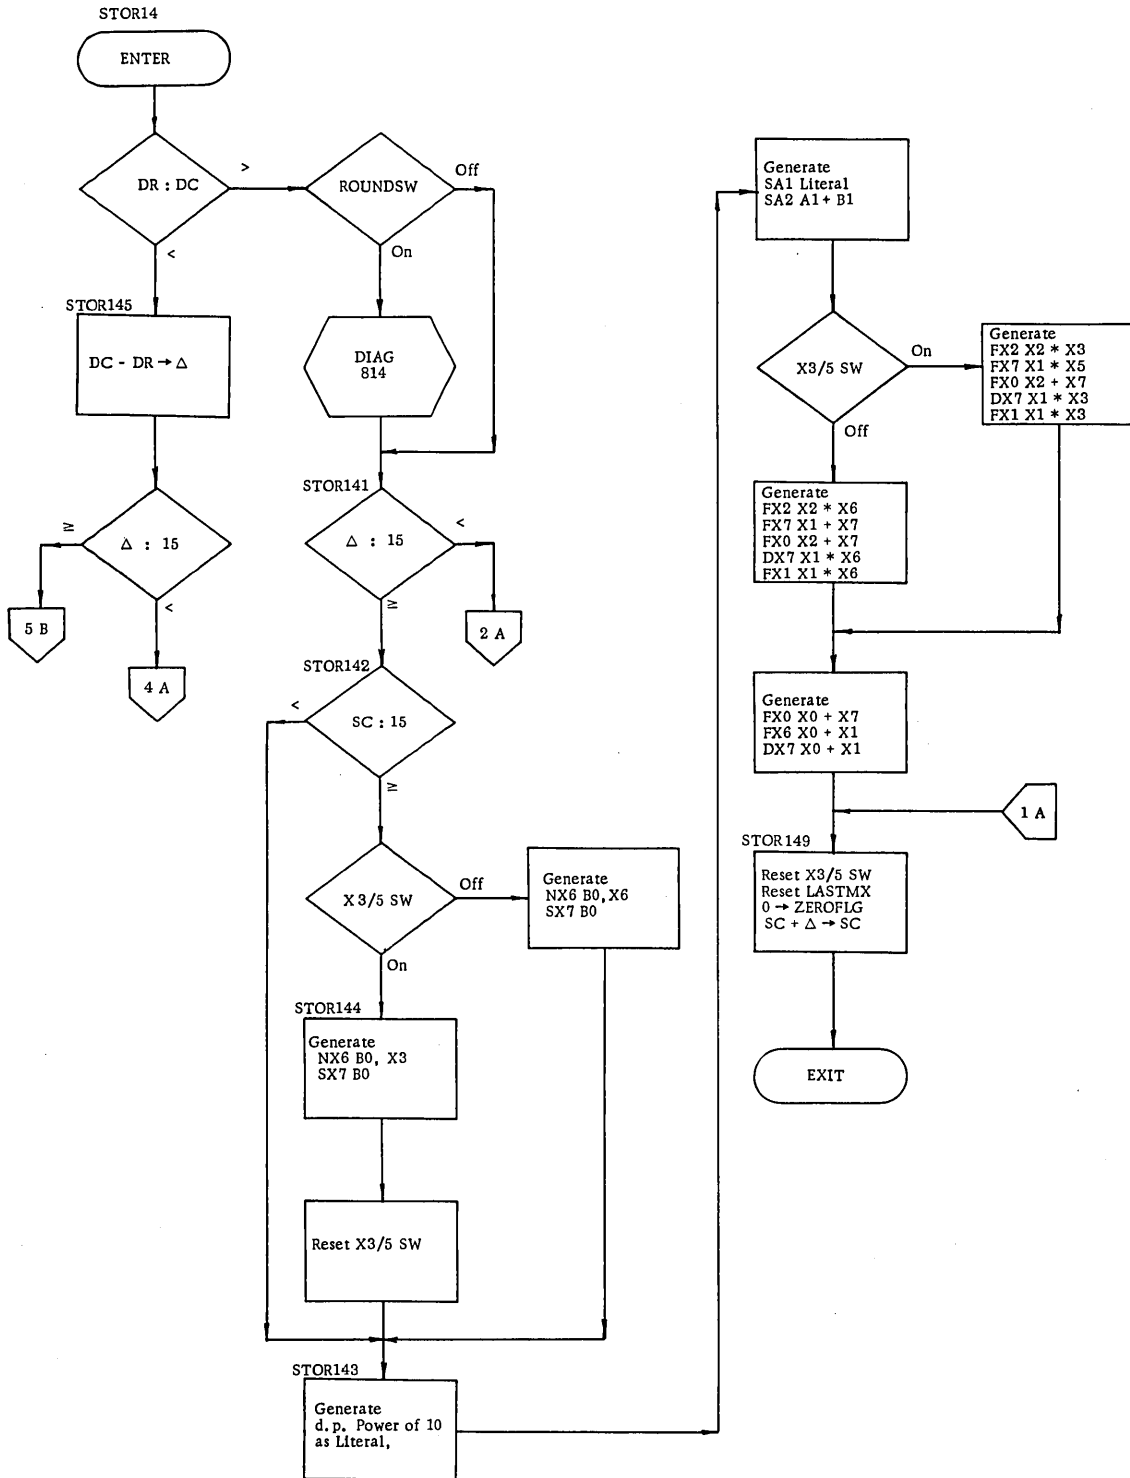 STOR14
ENTER
DR : DC
>
<
ROUNDSW
Off
On
STOR145
DC - DR → Δ
DIAG
814
Δ : 15
≥
<
5 B
4 A
STOR141
Δ : 15
<
≥
2 A
STOR142
SC : 15
<
≥
X3/5 SW
Off
On
Generate
NX6 B0, X6
SX7 B0
STOR144
Generate
NX6 B0, X3
SX7 B0
Reset X3/5 SW
STOR143
Generate
d.p. Power of 10
as Literal,
Generate
SA1 Literal
SA2 A1+ B1
X3/5 SW
On
Off
Generate
FX2 X2 * X3
FX7 X1 * X5
FX0 X2 + X7
DX7 X1 * X3
FX1 X1 * X3
Generate
FX2 X2 * X6
FX7 X1 + X7
FX0 X2 + X7
DX7 X1 * X6
FX1 X1 * X6
Generate
FX0 X0 + X7
FX6 X0 + X1
DX7 X0 + X1
1 A
STOR149
Reset X3/5 SW
Reset LASTMX
0 → ZEROFLG
SC + Δ → SC
EXIT